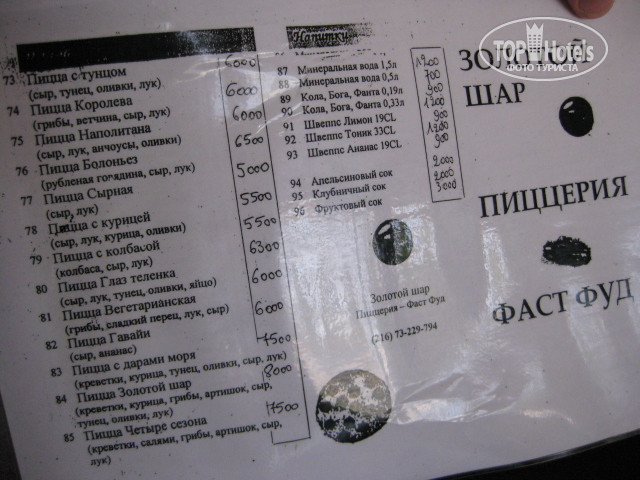 73 Пицца с тунцом 6000
(сыр, тунец, оливки, лук)
74 Пицца Королева 6000
(грибы, ветчина, сыр, лук)
75 Пицца Наполитана 6000
(сыр, лук, анчоусы, оливки)
76 Пицца Болоньез 6500
(рубленая говядина, сыр, лук)
77 Пицца Сырная 5000
(сыр, лук)
78 Пицца с курицей 5500
(сыр, лук, курица, оливки)
79 Пицца с колбасой 5500
(колбаса, сыр, лук)
80 Пицца Глаз теленка 6300
(сыр, лук, тунец, оливки, яйцо)
81 Пицца Вегетарианская 6000
(грибы, сладкий перец, лук, сыр)
82 Пицца Гавайи 6000
(сыр, ананас)
83 Пицца с дарами моря 7500
(креветки, курица, тунец, оливки, сыр, лук)
84 Пицца Золотой шар 8000
(креветки, курица, грибы, артишок, сыр,
тунец, оливки, лук)
85 Пицца Четыре сезона 7500
(креветки, салями, грибы, артишок, сыр,
лук)
Напитки
87 Минеральная вода 1,5л 1200
88 Минеральная вода 0,5л 700
89 Кола, Бога, Фанта 0,19л 900
90 Кола, Бога, Фанта 0,33л 1200
91 Швеппс Лимон 19CL 900
92 Швеппс Тоник 33CL 1200
93 Швеппс Ананас 19CL 900
94 Апельсиновый сок 2000
95 Клубничный сок 2000
96 Фруктовый сок 3000
Золотой шар
Пиццерия – Фаст Фуд
(216) 73-229-794
ЗОЛОТОЙ
ШАР
ПИЦЦЕРИЯ
ФАСТ ФУД
TOPHotels
ФОТО ТУРИСТА